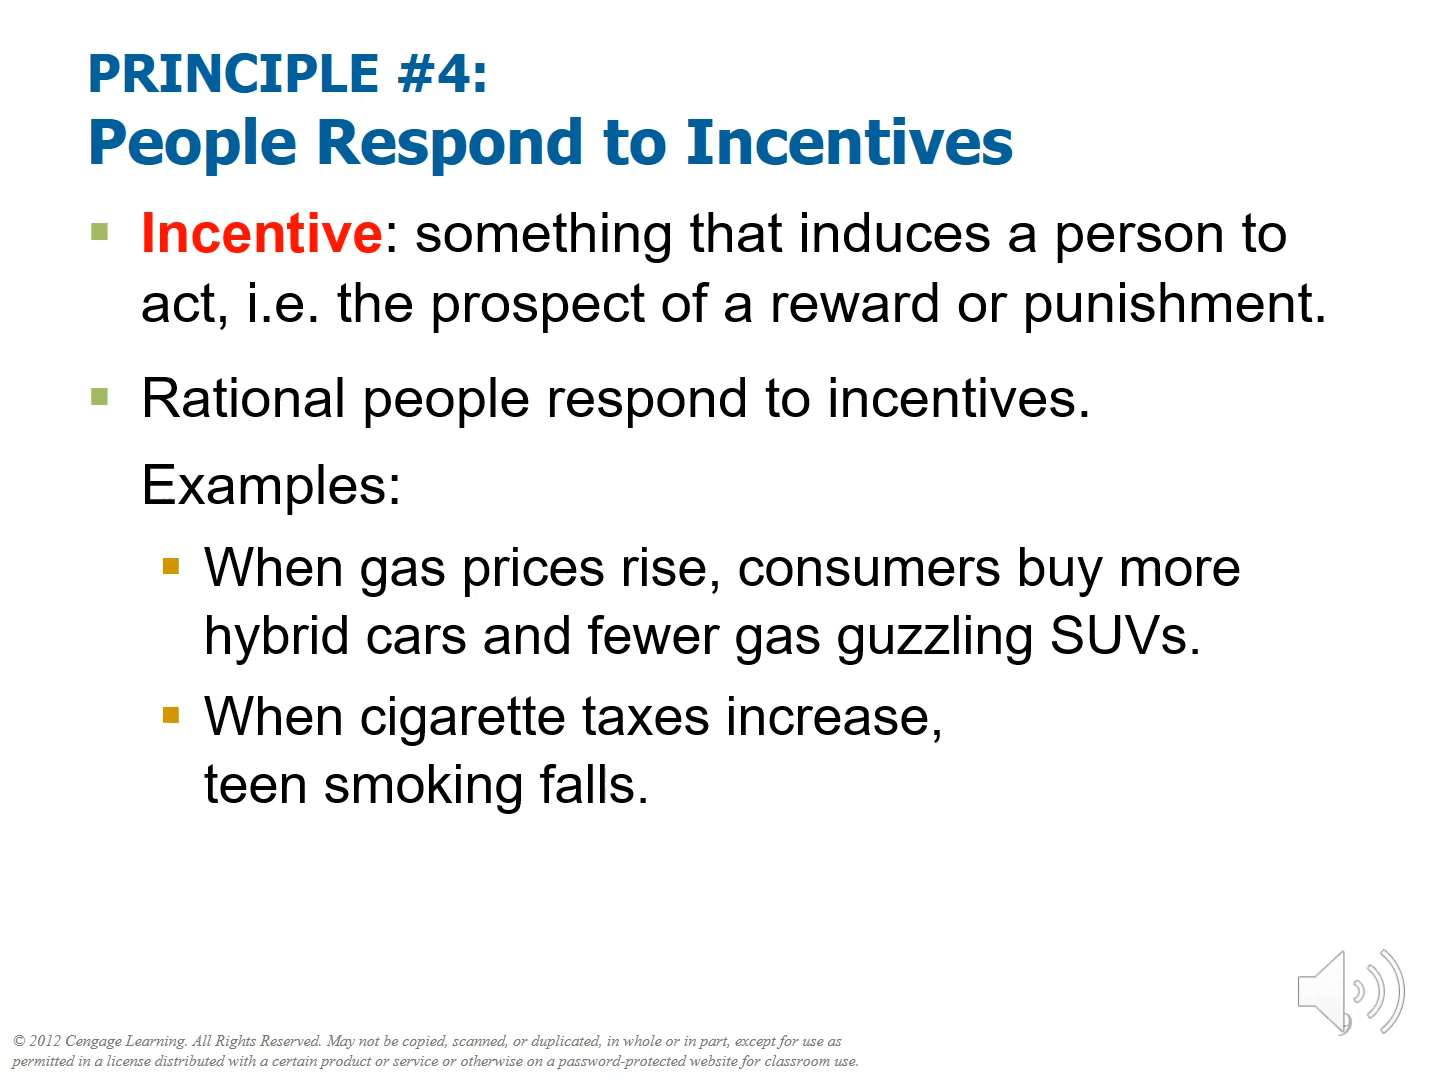 PRINCIPLE #4:
People Respond to Incentives
Incentive: something that induces a person to
act, i.e. the prospect of a reward or punishment.
Rational people respond to incentives.
Examples:
When gas prices rise, consumers buy more
hybrid cars and fewer gas guzzling SUVs.
When cigarette taxes increase,
teen smoking falls.
© 2012 Cengage Learning. All Rights Reserved. May not be copied, scanned, or duplicated, in whole or in part, except for use as
permitted in a license distributed with a certain product or service or otherwise on a password-protected website for classroom use.